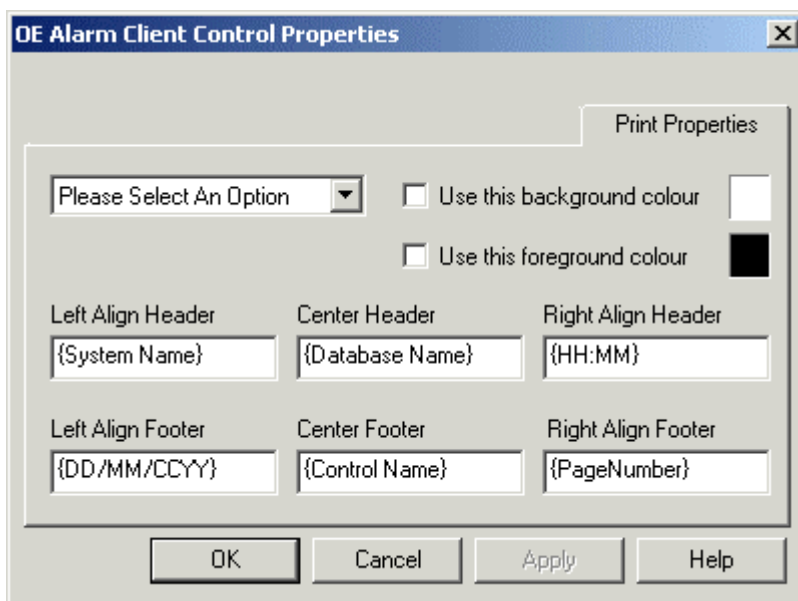 OE Alarm Client Control Properties
Print Properties
Please Select An Option
Use this background colour
Use this foreground colour
Left Align Header Center Header Right Align Header
{System Name} {Database Name} {HH:MM}
Left Align Footer Center Footer Right Align Footer
{DD/MM/CCYY} {Control Name} {PageNumber}
OK Cancel Apply Help